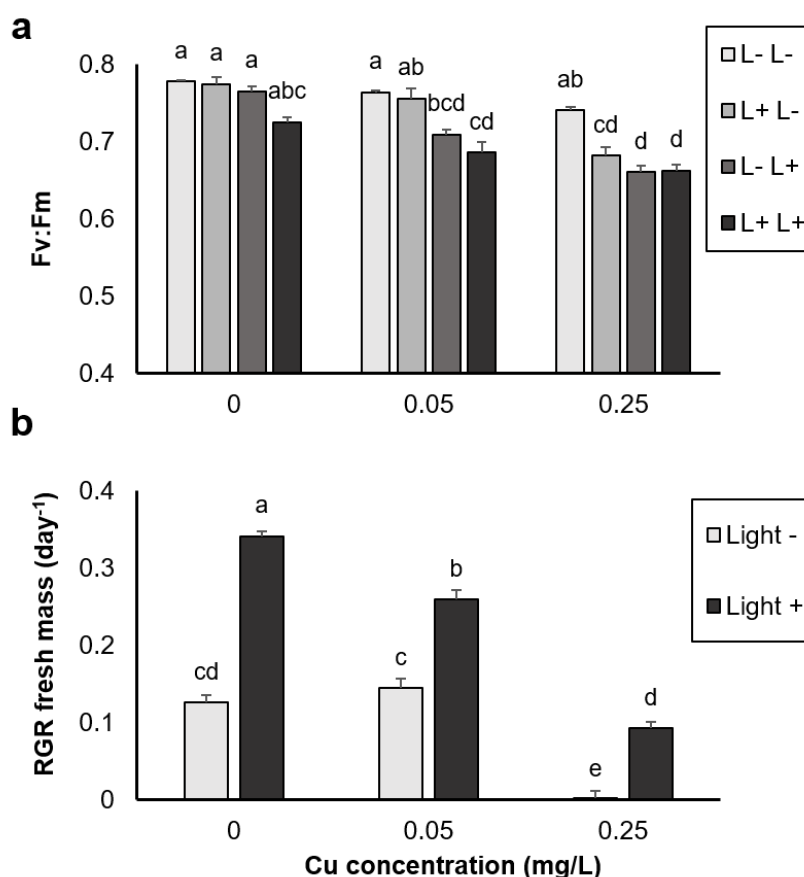 a
Fv:Fm
0.8
0.7
0.6
0.5
0.4
a a a abc
a ab bcd cd
ab cd d d
0 0.05 0.25
L- L-
L+ L-
L- L+
L+ L+
b
RGR fresh mass (day⁻¹)
0.4
0.3
0.2
0.1
0
cd a
c b
e d
0 0.05 0.25
Cu concentration (mg/L)
Light -
Light +